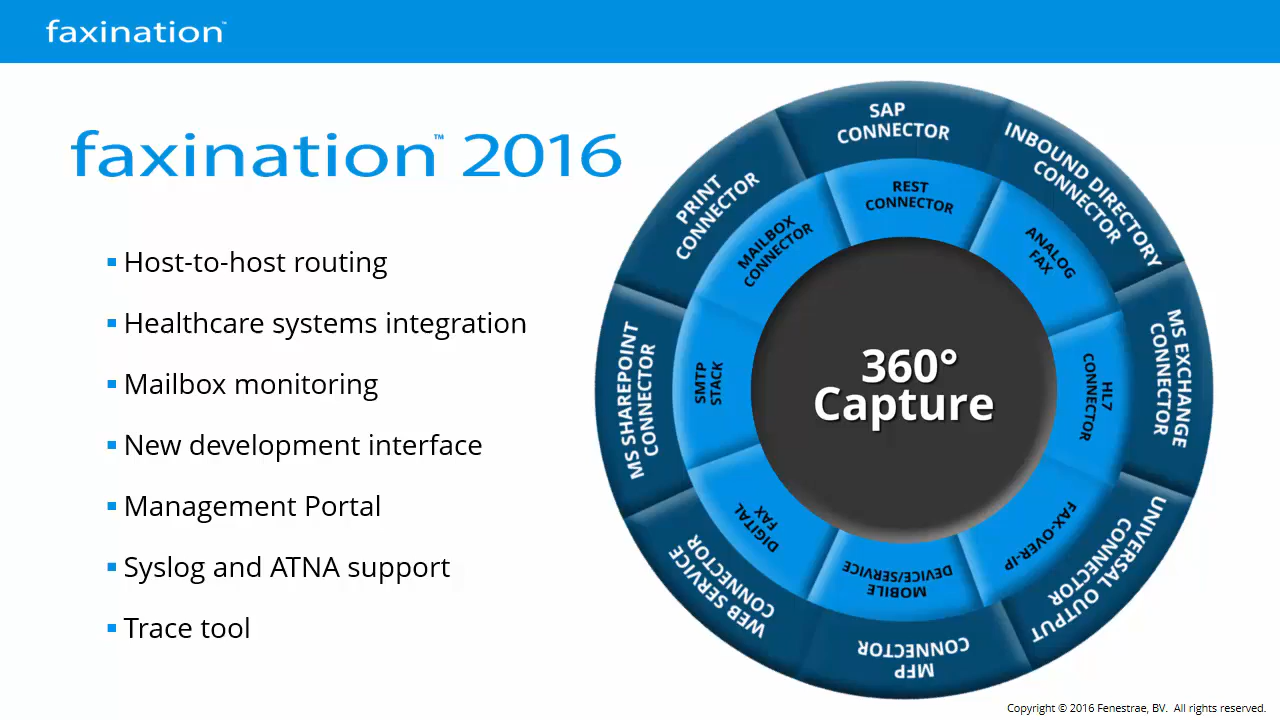 faxination™
faxination™ 2016
Host-to-host routing
Healthcare systems integration
Mailbox monitoring
New development interface
Management Portal
Syslog and ATNA support
Trace tool
SAP
CONNECTOR
INBOUND DIRECTORY
CONNECTOR
MS EXCHANGE
CONNECTOR
UNIVERSAL OUTPUT
CONNECTOR
MFP
CONNECTOR
WEB SERVICE
CONNECTOR
MS SHAREPOINT
CONNECTOR
PRINT
CONNECTOR
REST
CONNECTOR
ANALOG
FAX
HL7
CONNECTOR
FAX-OVER-IP
MOBILE
DEVICE/SERVICE
DIGITAL
FAX
SMTP
STACK
MAILBOX
CONNECTOR
360°
Capture
Copyright © 2016 Fenestrae, BV. All rights reserved.